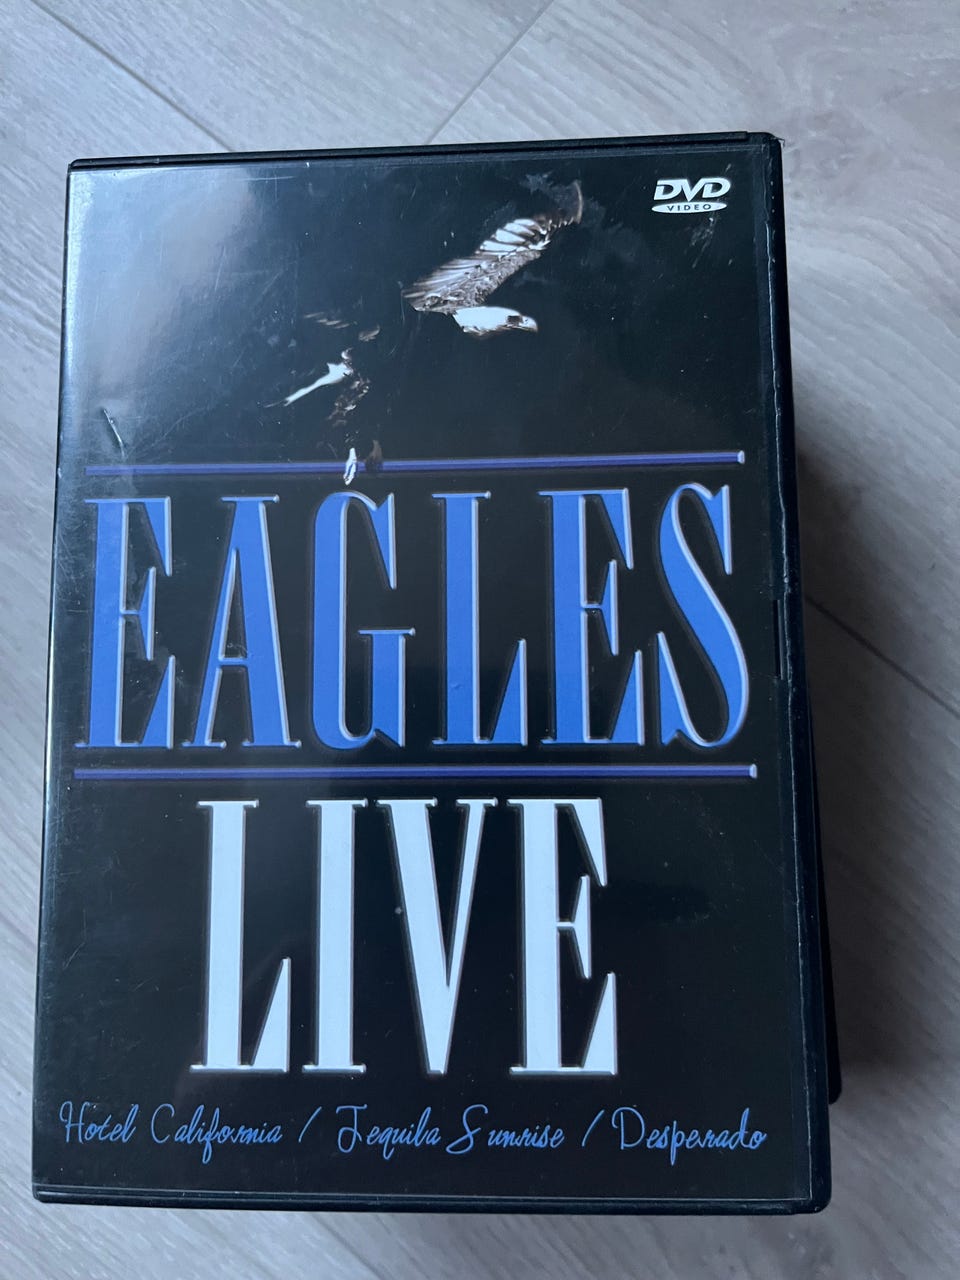 DVD
VIDEO
EAGLES
LIVE
Hotel California / Tequila Sunrise / Desperado